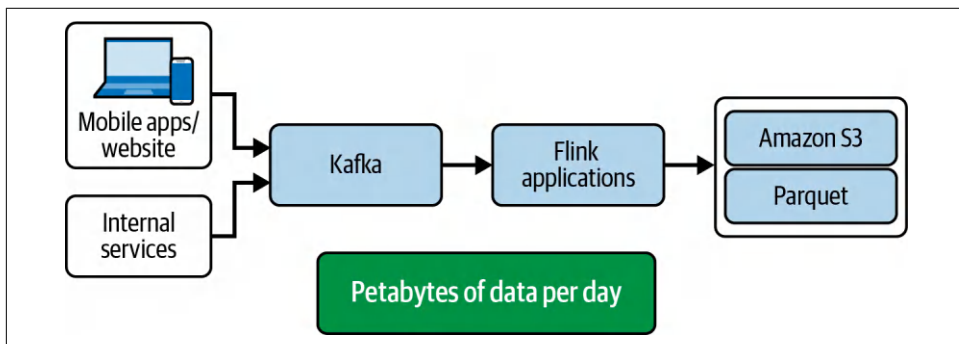 Mobile apps/
website
Internal
services
Kafka
Flink
applications
Amazon S3
Parquet
Petabytes of data per day